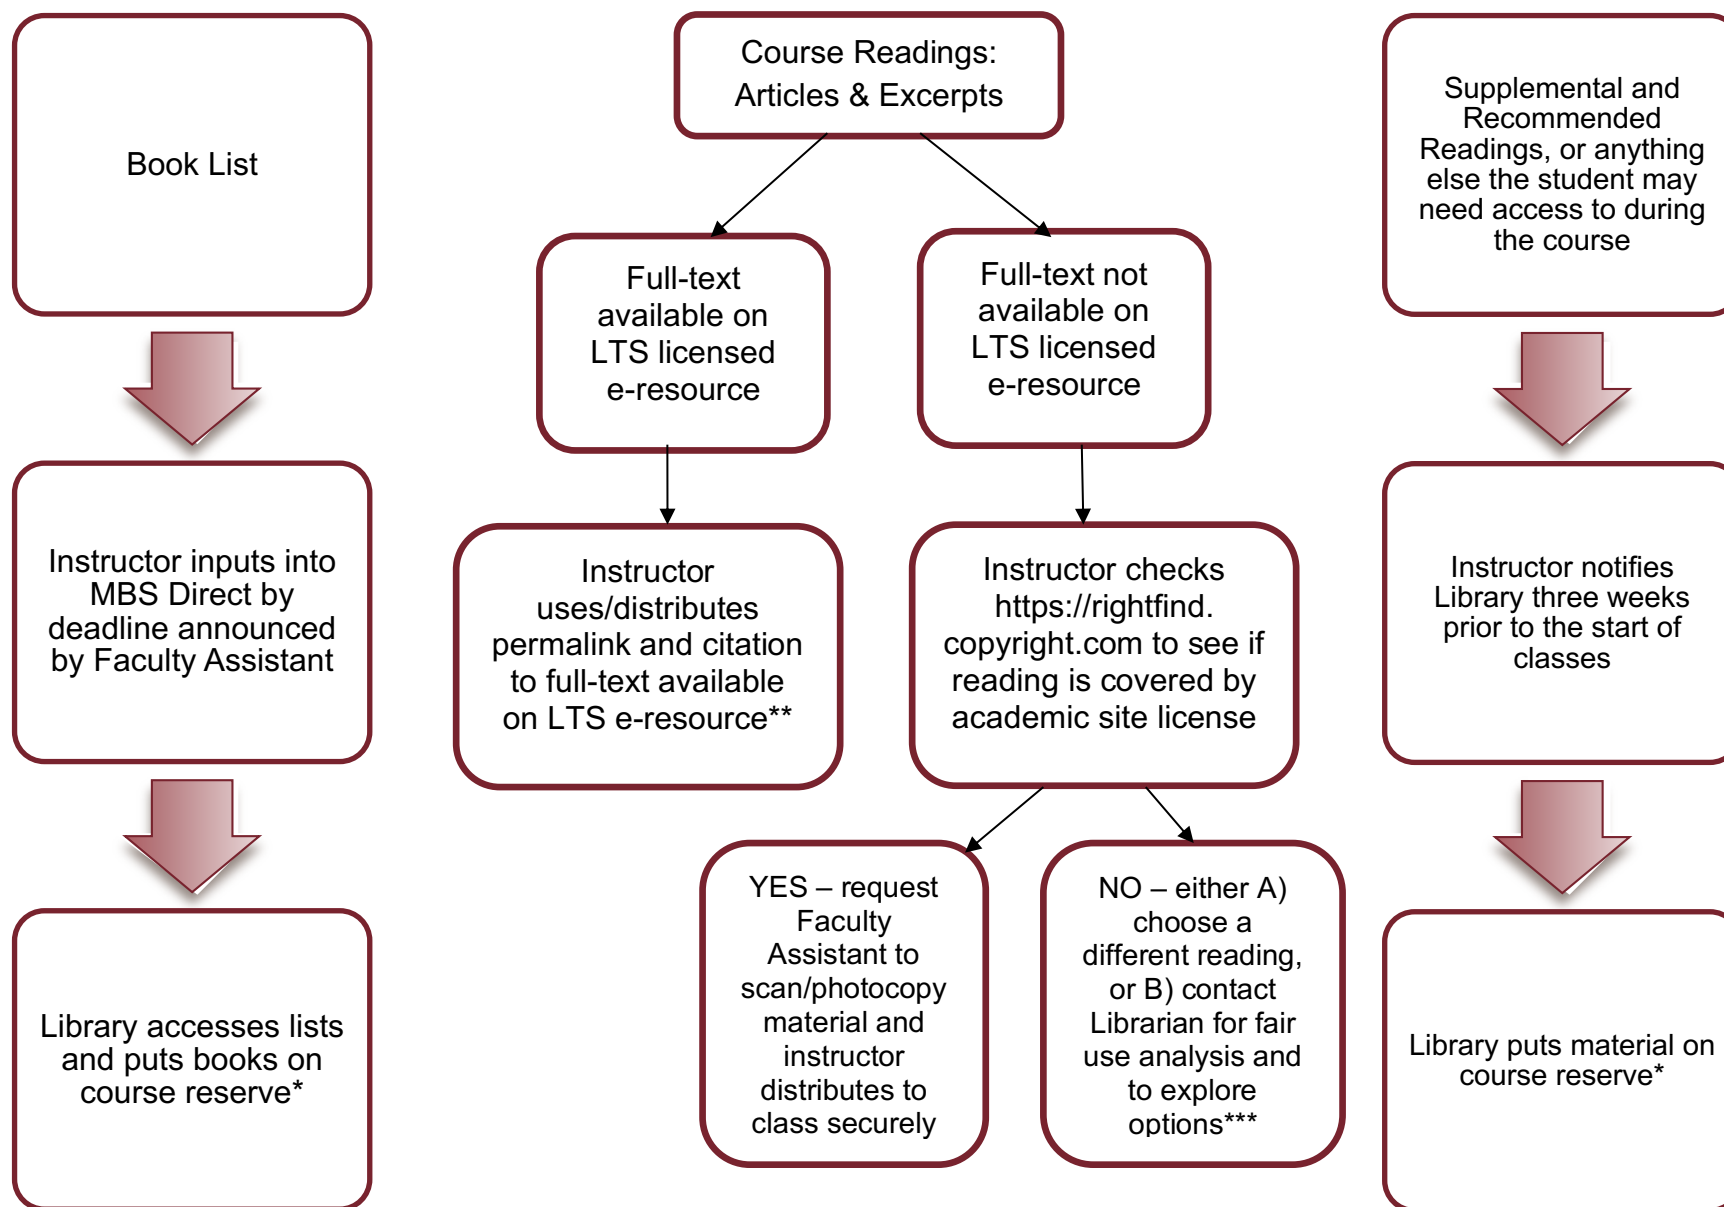 Book List
Instructor inputs into
MBS Direct by
deadline announced
by Faculty Assistant
Library accesses lists
and puts books on
course reserve*
Course Readings:
Articles & Excerpts
Full-text
available on
LTS licensed
e-resource
Full-text not
available on
LTS licensed
e-resource
Instructor
uses/distributes
permalink and citation
to full-text available
on LTS e-resource**
Instructor checks
https://rightfind.
copyright.com to see if
reading is covered by
academic site license
YES – request
Faculty
Assistant to
scan/photocopy
material and
instructor
distributes to
class securely
NO – either A)
choose a
different reading,
or B) contact
Librarian for fair
use analysis and
to explore
options***
Supplemental and
Recommended
Readings, or anything
else the student may
need access to during
the course
Instructor notifies
Library three weeks
prior to the start of
classes
Library puts material on
course reserve*